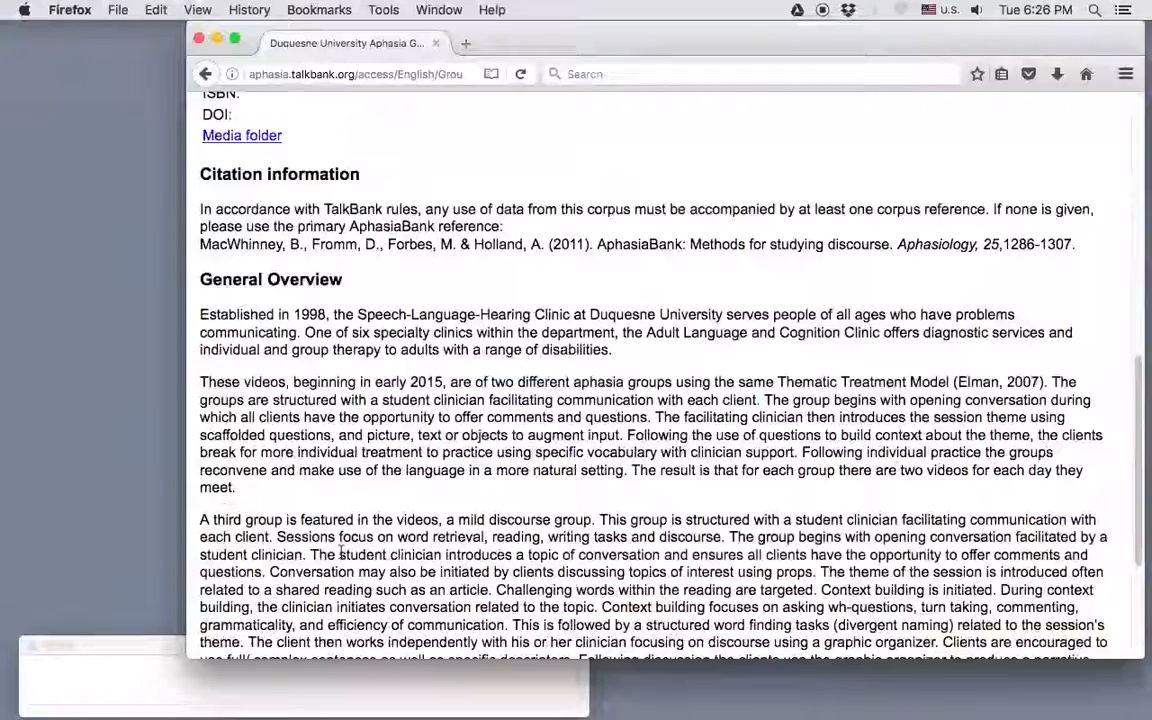 Firefox File Edit View History Bookmarks Tools Window Help U.S. Tue 6:26 PM
Duquesne University Aphasia G...
aphasia.talkbank.org/access/English/Grou Search
ISBN:
DOI:
Media folder
Citation information
In accordance with TalkBank rules, any use of data from this corpus must be accompanied by at least one corpus reference. If none is given,
please use the primary AphasiaBank reference:
MacWhinney, B., Fromm, D., Forbes, M. & Holland, A. (2011). AphasiaBank: Methods for studying discourse. Aphasiology, 25,1286-1307.
General Overview
Established in 1998, the Speech-Language-Hearing Clinic at Duquesne University serves people of all ages who have problems
communicating. One of six specialty clinics within the department, the Adult Language and Cognition Clinic offers diagnostic services and
individual and group therapy to adults with a range of disabilities.
These videos, beginning in early 2015, are of two different aphasia groups using the same Thematic Treatment Model (Elman, 2007). The
groups are structured with a student clinician facilitating communication with each client. The group begins with opening conversation during
which all clients have the opportunity to offer comments and questions. The facilitating clinician then introduces the session theme using
scaffolded questions, and picture, text or objects to augment input. Following the use of questions to build context about the theme, the clients
break for more individual treatment to practice using specific vocabulary with clinician support. Following individual practice the groups
reconvene and make use of the language in a more natural setting. The result is that for each group there are two videos for each day they
meet.
A third group is featured in the videos, a mild discourse group. This group is structured with a student clinician facilitating communication with
each client. Sessions focus on word retrieval, reading, writing tasks and discourse. The group begins with opening conversation facilitated by a
student clinician. The student clinician introduces a topic of conversation and ensures all clients have the opportunity to offer comments and
questions. Conversation may also be initiated by clients discussing topics of interest using props. The theme of the session is introduced often
related to a shared reading such as an article. Challenging words within the reading are targeted. Context building is initiated. During context
building, the clinician initiates conversation related to the topic. Context building focuses on asking wh-questions, turn taking, commenting,
grammaticality, and efficiency of communication. This is followed by a structured word finding tasks (divergent naming) related to the session's
theme. The client then works independently with his or her clinician focusing on discourse using a graphic organizer. Clients are encouraged to
use full/ complex sentences as well as specific descriptors. Following discussion the clients use the graphic organizer to produce a narrative